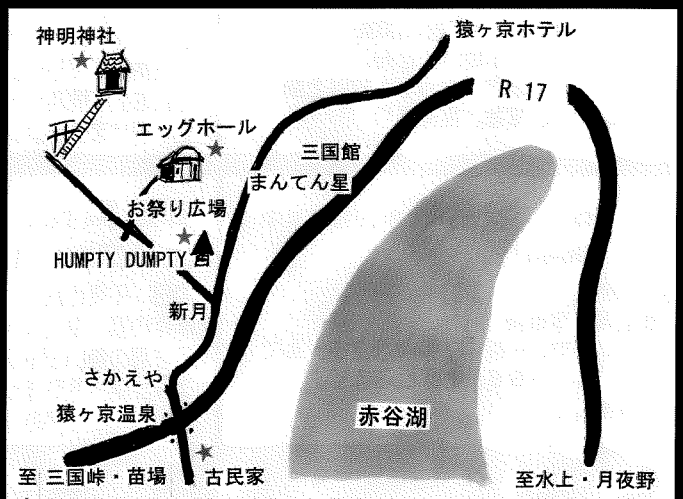 神明神社
猿ヶ京ホテル
R 17
エッグホール
三国館
まんてん星
お祭り広場
HUMPTY DUMPTY
新月
さかえや
猿ヶ京温泉
赤谷湖
至 三国峠・苗場
古民家
至水上・月夜野